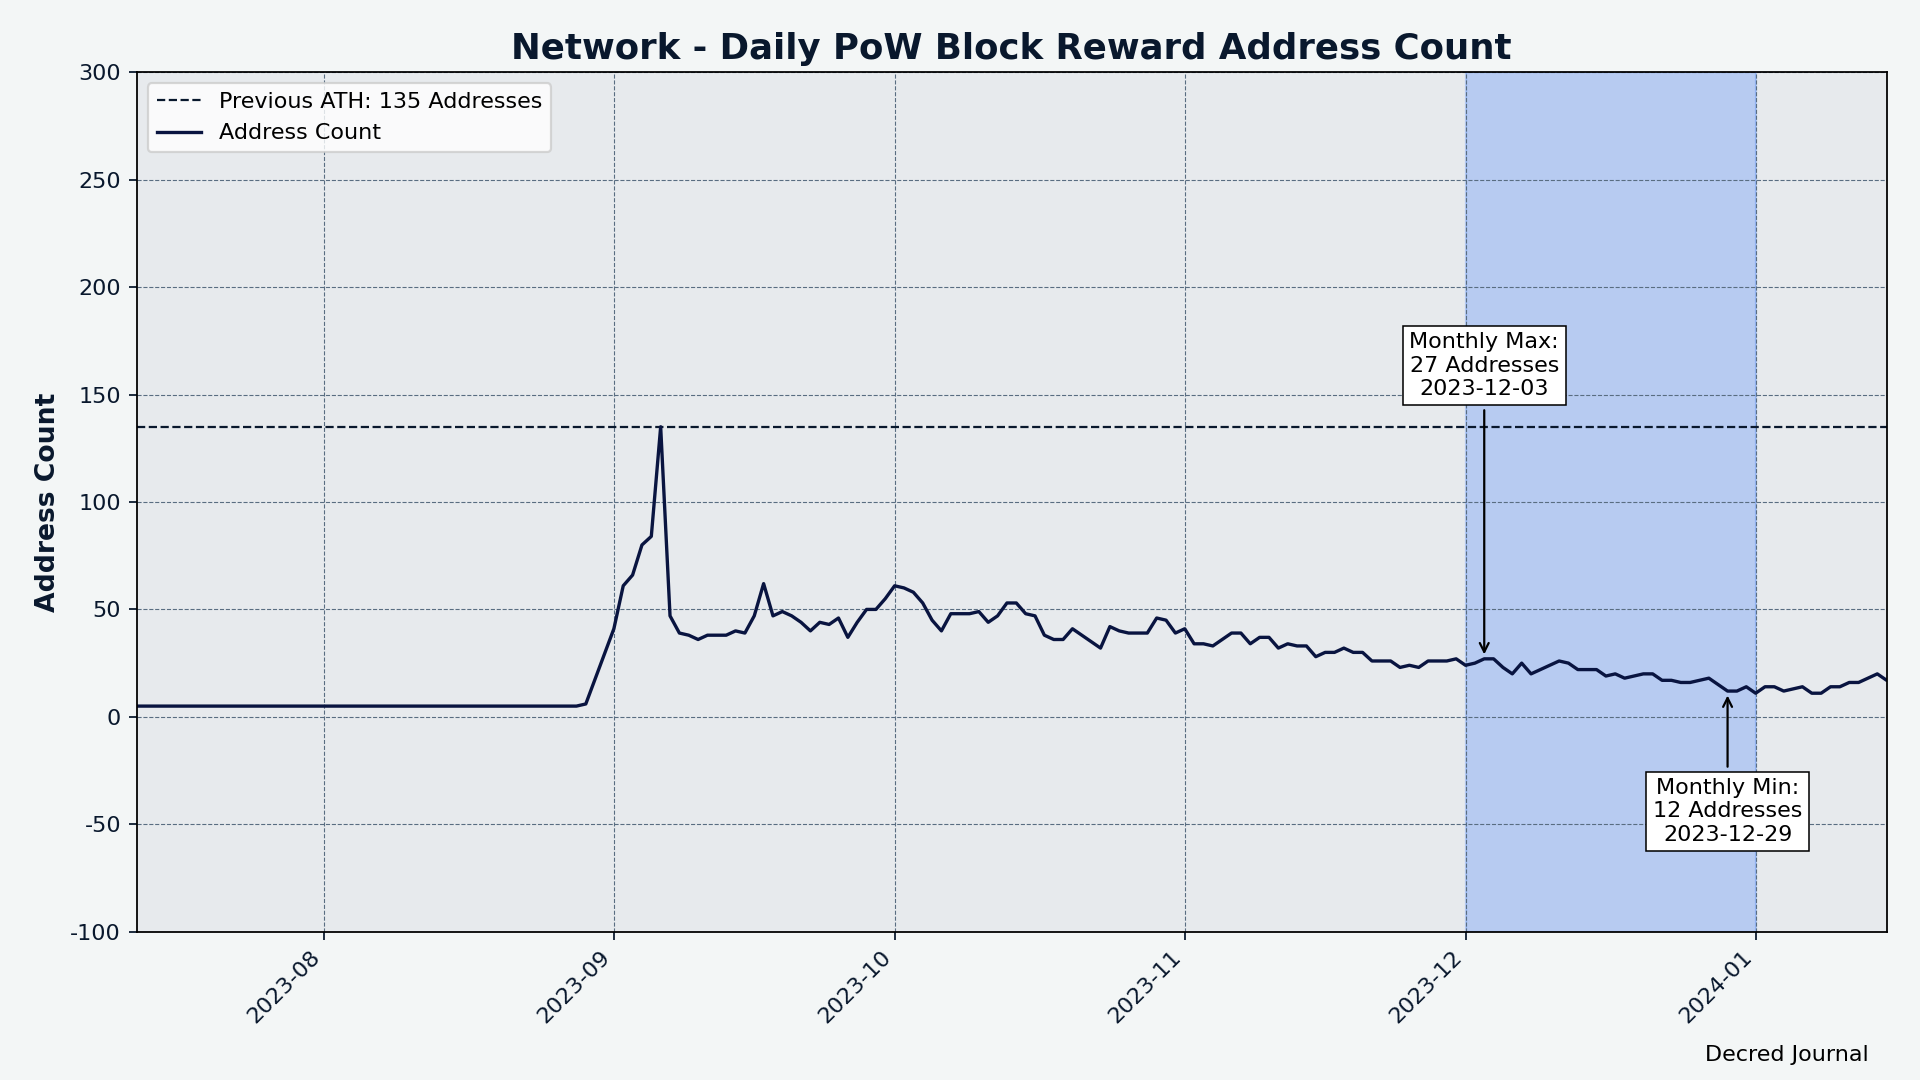 Network - Daily PoW Block Reward Address Count
300
250
200
150
100
50
0
-50
-100
Address Count
Previous ATH: 135 Addresses
Address Count
Monthly Max:
27 Addresses
2023-12-03
Monthly Min:
12 Addresses
2023-12-29
2023-08
2023-09
2023-10
2023-11
2023-12
2024-01
Decred Journal